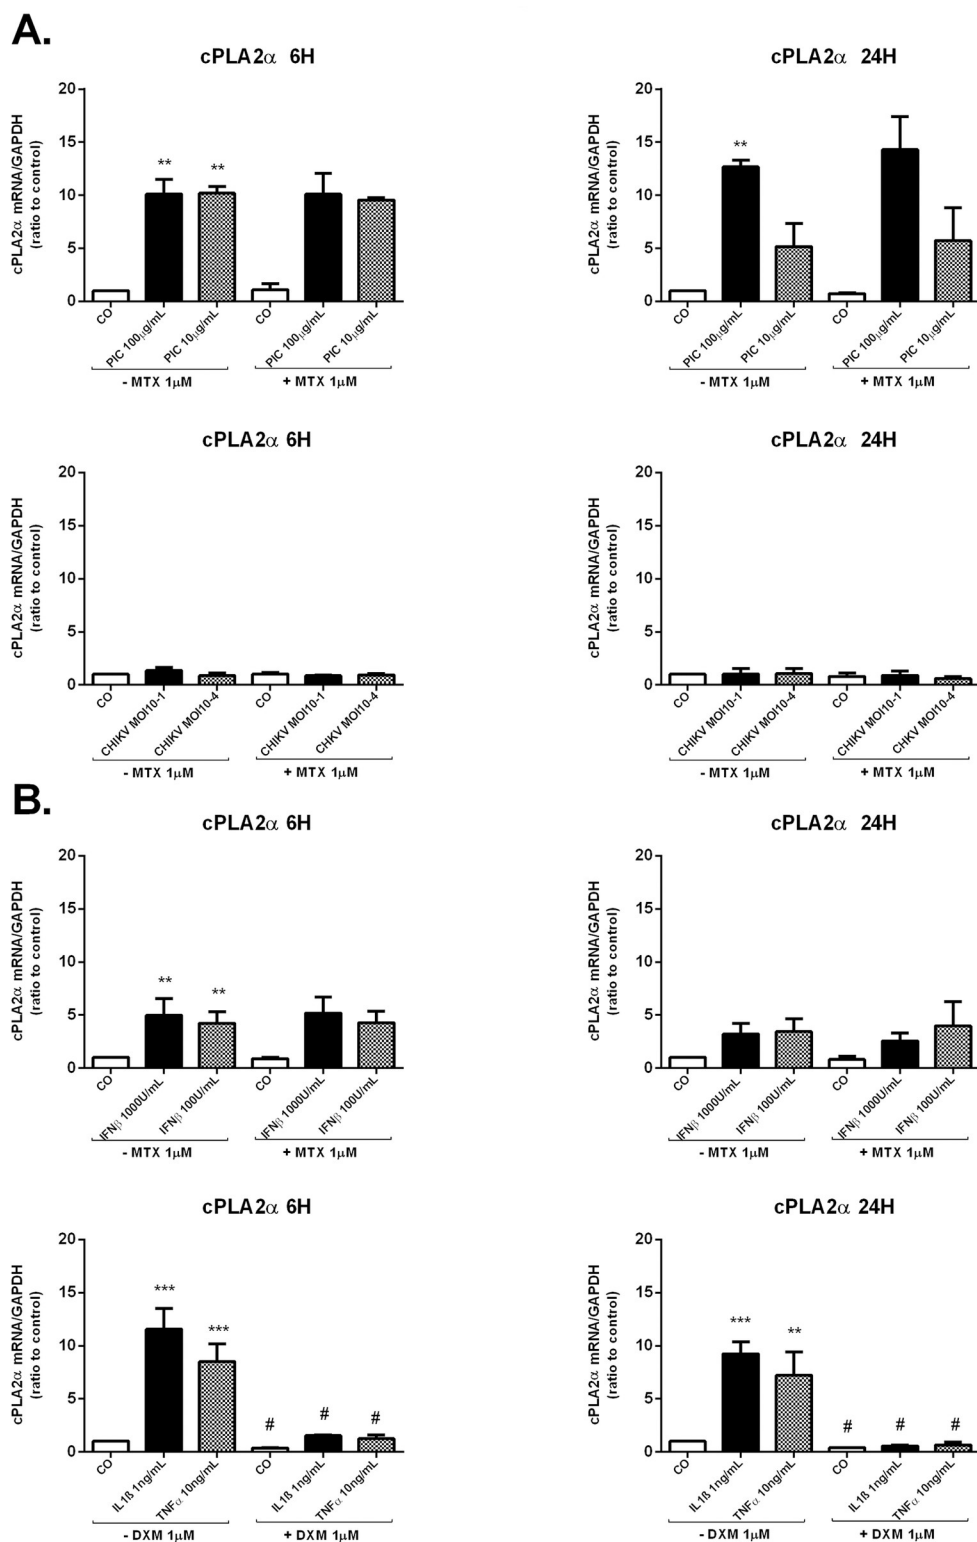 A.
cPLA2α 6H
cPLA2α mRNA/GAPDH
(ratio to control)
20
15
10
5
0
** **
CO PIC 100µg/mL PIC 10µg/mL CO PIC 100µg/mL PIC 10µg/mL
- MTX 1µM + MTX 1µM
cPLA2α 24H
cPLA2α mRNA/GAPDH
(ratio to control)
20
15
10
5
0
**
CO PIC 100µg/mL PIC 10µg/mL CO PIC 100µg/mL PIC 10µg/mL
- MTX 1µM + MTX 1µM
cPLA2α 6H
cPLA2α mRNA/GAPDH
(ratio to control)
20
15
10
5
0
CO CHIKV MOI10-1 CHIKV MOI10-4 CO CHIKV MOI10-1 CHIKV MOI10-4
- MTX 1µM + MTX 1µM
cPLA2α 24H
cPLA2α mRNA/GAPDH
(ratio to control)
20
15
10
5
0
CO CHIKV MOI10-1 CHIKV MOI10-4 CO CHIKV MOI10-1 CHIKV MOI10-4
- MTX 1µM + MTX 1µM
B.
cPLA2α 6H
cPLA2α mRNA/GAPDH
(ratio to control)
20
15
10
5
0
** **
CO IFNβ 1000U/mL IFNβ 100U/mL CO IFNβ 1000U/mL IFNβ 100U/mL
- MTX 1µM + MTX 1µM
cPLA2α 24H
cPLA2α mRNA/GAPDH
(ratio to control)
20
15
10
5
0
CO IFNβ 1000U/mL IFNβ 100U/mL CO IFNβ 1000U/mL IFNβ 100U/mL
- MTX 1µM + MTX 1µM
cPLA2α 6H
cPLA2α mRNA/GAPDH
(ratio to control)
20
15
10
5
0
*** *** # # #
CO IL1ß 1ng/mL TNFα 10ng/mL CO IL1ß 1ng/mL TNFα 10ng/mL
- DXM 1µM + DXM 1µM
cPLA2α 24H
cPLA2α mRNA/GAPDH
(ratio to control)
20
15
10
5
0
*** ** # # #
CO IL1ß 1ng/mL TNFα 10ng/mL CO IL1ß 1ng/mL TNFα 10ng/mL
- DXM 1µM + DXM 1µM